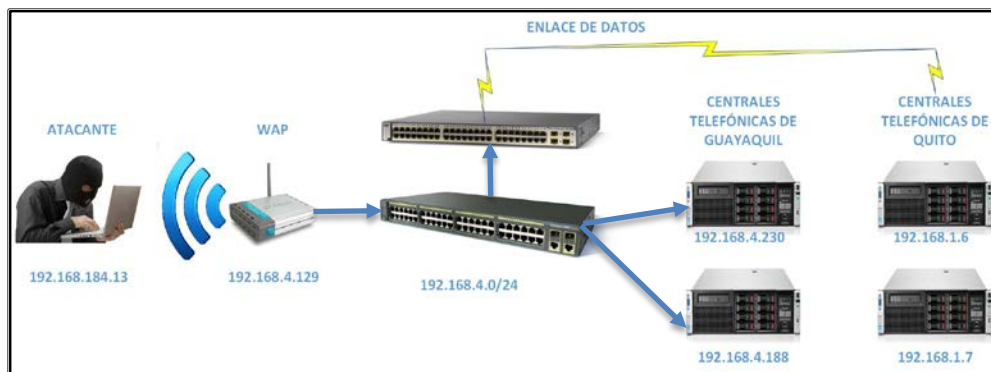 ENLACE DE DATOS
ATACANTE
WAP
CENTRALES
TELEFÓNICAS DE
GUAYAQUIL
CENTRALES
TELEFÓNICAS DE
QUITO
192.168.184.13
192.168.4.129
192.168.4.0/24
192.168.4.230
192.168.1.6
192.168.4.188
192.168.1.7